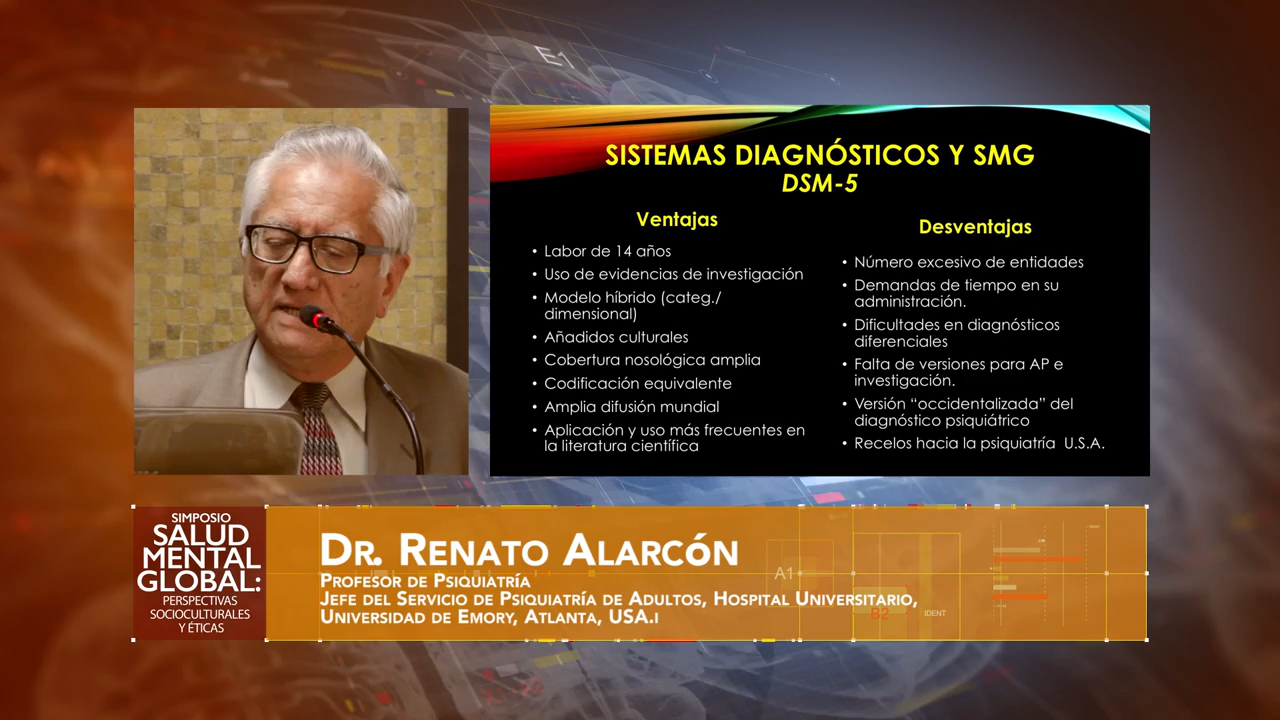 E1
SISTEMAS DIAGNÓSTICOS Y SMG
DSM-5
Ventajas
• Labor de 14 años
• Uso de evidencias de investigación
• Modelo híbrido (categ./
dimensional)
• Añadidos culturales
• Cobertura nosológica amplia
• Codificación equivalente
• Amplia difusión mundial
• Aplicación y uso más frecuentes en
la literatura científica
Desventajas
• Número excesivo de entidades
• Demandas de tiempo en su
administración.
• Dificultades en diagnósticos
diferenciales
• Falta de versiones para AP e
investigación.
• Versión “occidentalizada” del
diagnóstico psiquiátrico
• Recelos hacia la psiquiatría U.S.A.
SIMPOSIO
SALUD
MENTAL
GLOBAL:
PERSPECTIVAS
SOCIOCULTURALES
Y ÉTICAS
DR. RENATO ALARCÓN
PROFESOR DE PSIQUIATRÍA
JEFE DEL SERVICIO DE PSIQUIATRÍA DE ADULTOS, HOSPITAL UNIVERSITARIO,
UNIVERSIDAD DE EMORY, ATLANTA, USA.I
A1
B2
IDENT